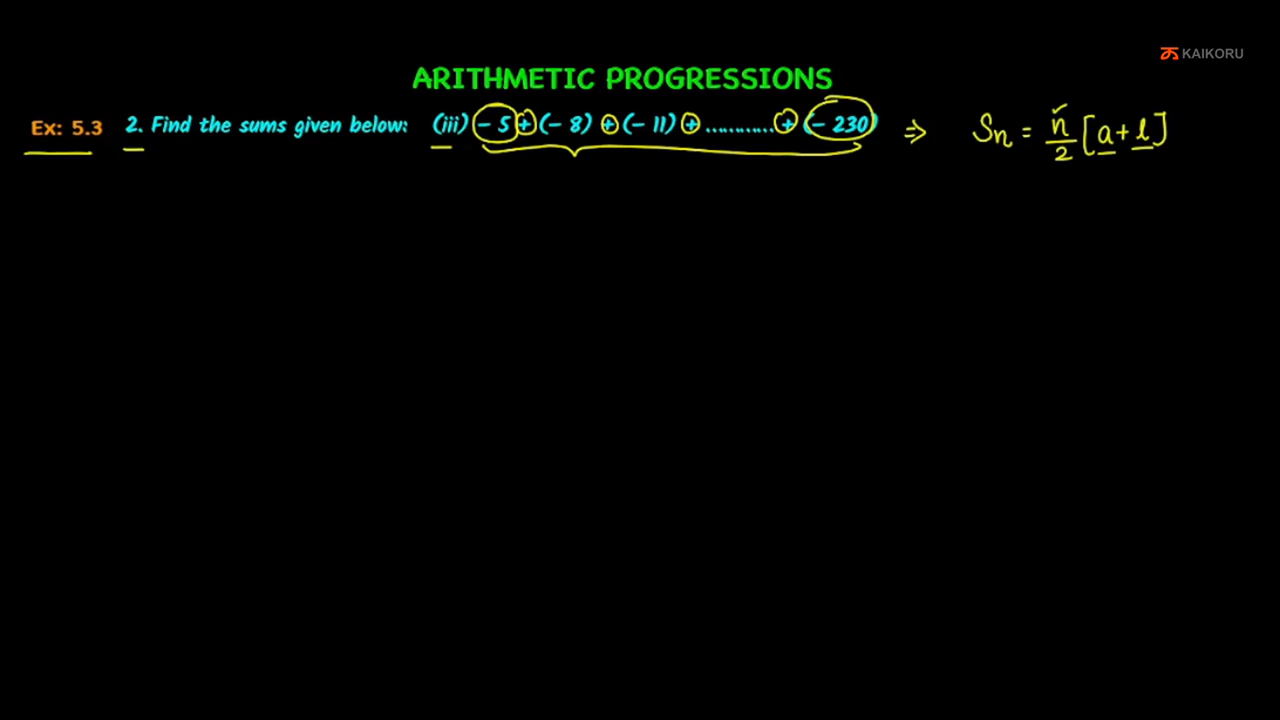 KAIKORU
ARITHMETIC PROGRESSIONS
Ex: 5.3 2. Find the sums given below: (iii) - 5 + (- 8) + (- 11) + ............ + (- 230) ⇒ Sn = n/2 [a + l]